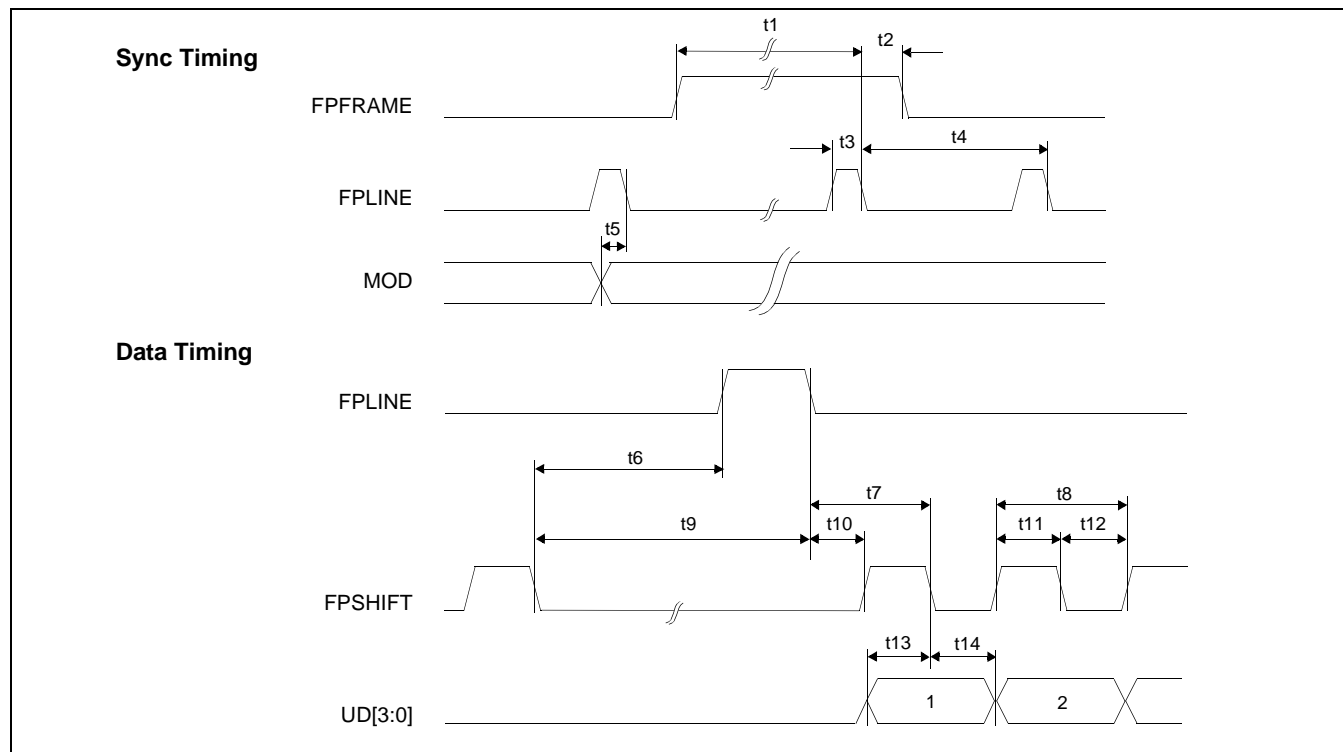 t1
t2
Sync Timing
FPFRAME
t3
t4
FPLINE
t5
MOD
Data Timing
FPLINE
t6
t7
t8
t9
t10
t11
t12
FPSHIFT
t13
t14
1
2
UD[3:0]